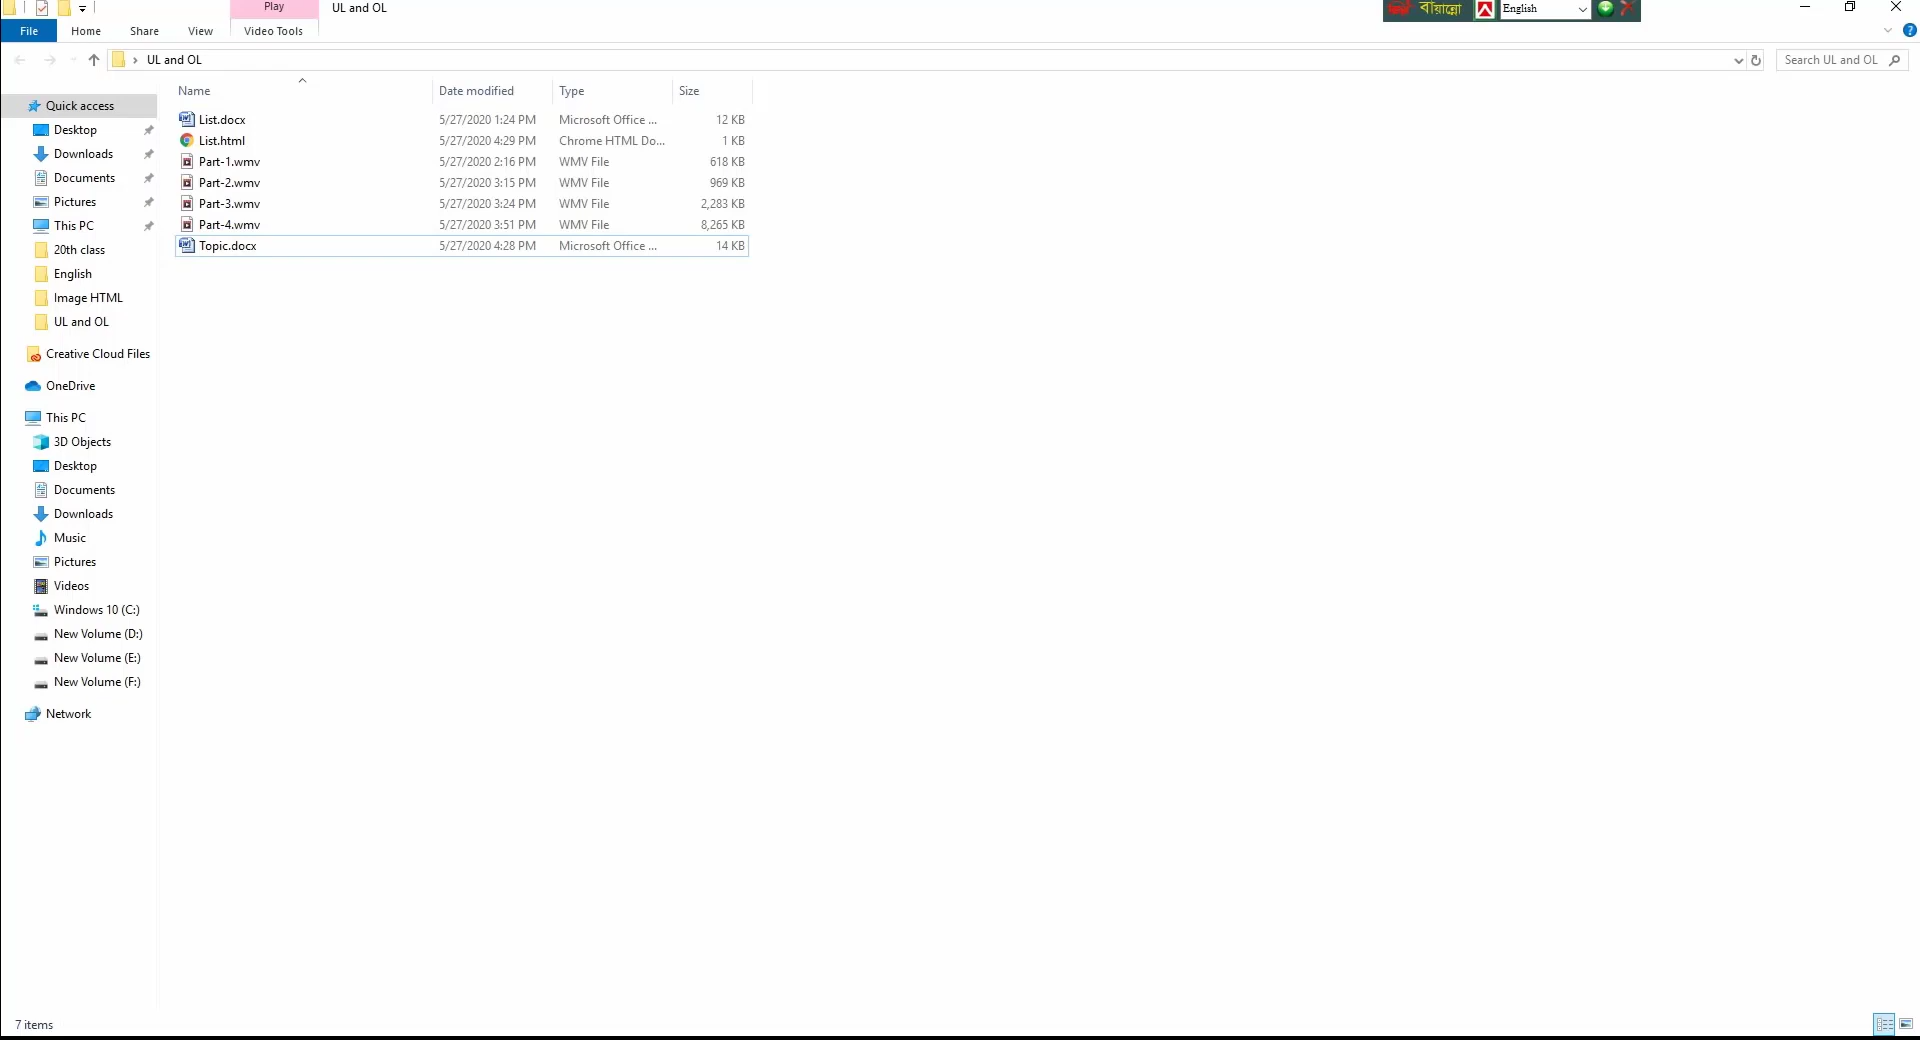 Play
UL and OL
বায়ান্নো
English
File
Home
Share
View
Video Tools
UL and OL
Search UL and OL
Name
Date modified
Type
Size
Quick access
Desktop
Downloads
Documents
Pictures
This PC
20th class
English
Image HTML
UL and OL
Creative Cloud Files
OneDrive
This PC
3D Objects
Desktop
Documents
Downloads
Music
Pictures
Videos
Windows 10 (C:)
New Volume (D:)
New Volume (E:)
New Volume (F:)
Network
List.docx 5/27/2020 1:24 PM Microsoft Office ... 12 KB
List.html 5/27/2020 4:29 PM Chrome HTML Do... 1 KB
Part-1.wmv 5/27/2020 2:16 PM WMV File 618 KB
Part-2.wmv 5/27/2020 3:15 PM WMV File 969 KB
Part-3.wmv 5/27/2020 3:24 PM WMV File 2,283 KB
Part-4.wmv 5/27/2020 3:51 PM WMV File 8,265 KB
Topic.docx 5/27/2020 4:28 PM Microsoft Office ... 14 KB
7 items